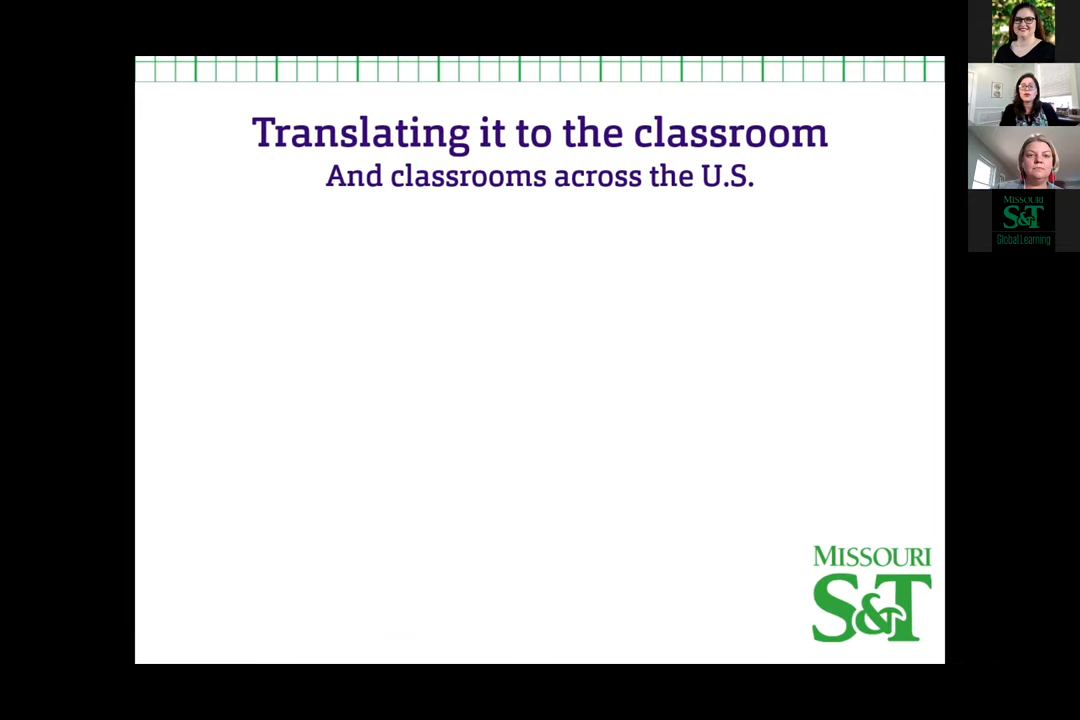 Translating it to the classroom
And classrooms across the U.S.
MISSOURI
S&T
MISSOURI
S&T
Global Learning